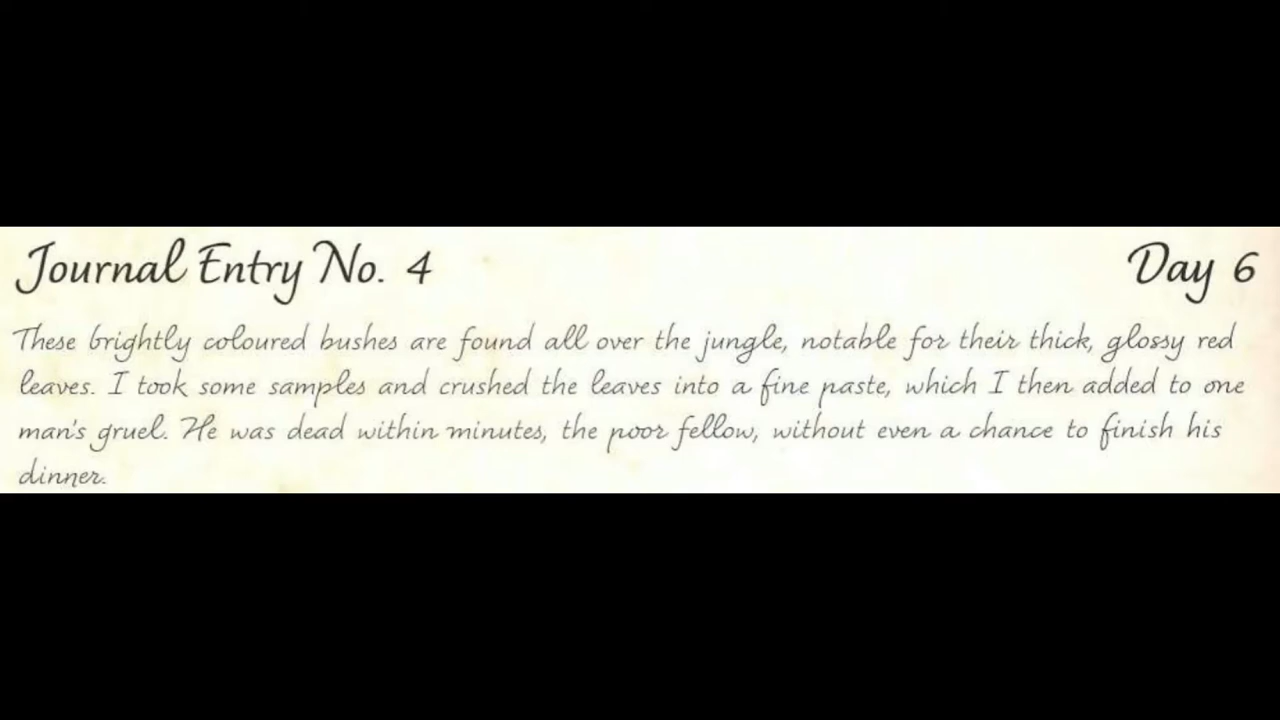 Journal Entry No. 4 Day 6
These brightly coloured bushes are found all over the jungle, notable for their thick, glossy red
leaves. I took some samples and crushed the leaves into a fine paste, which I then added to one
man's gruel. He was dead within minutes, the poor fellow, without even a chance to finish his
dinner.